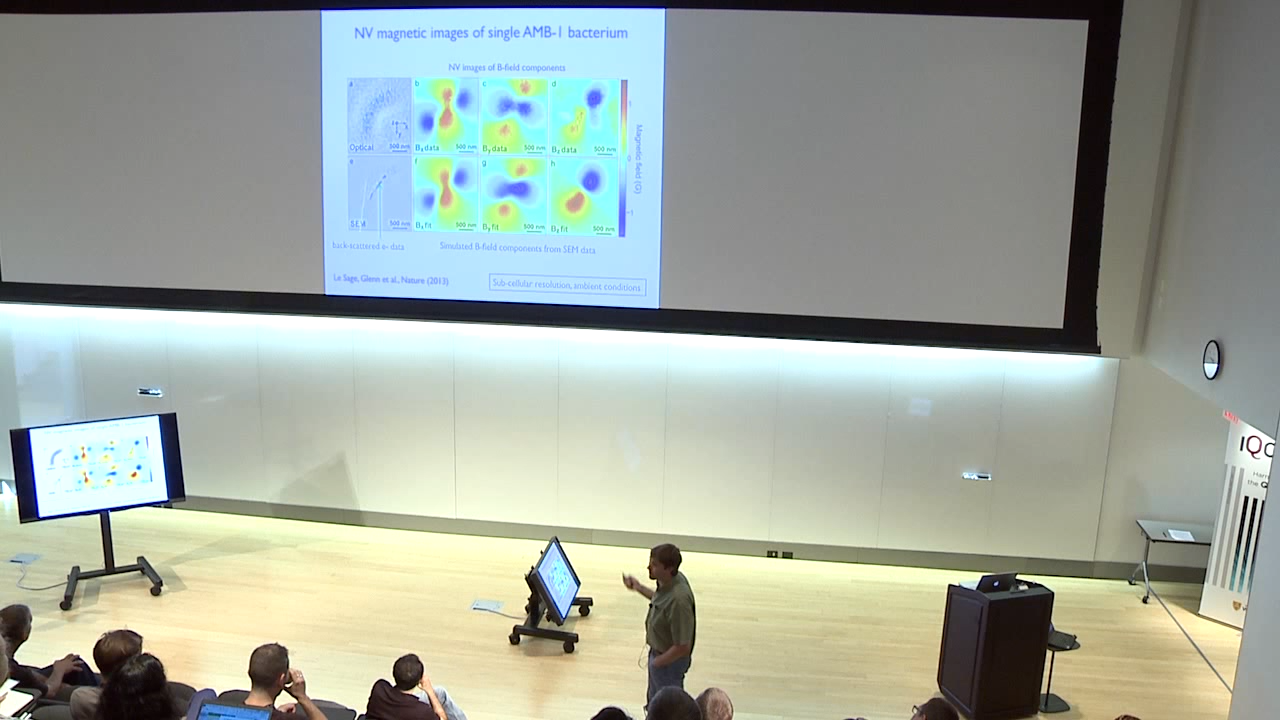 NV magnetic images of single AMB-1 bacterium
NV images of B-field components
a
b
c
d
Optical
500 nm
Bx data
500 nm
By data
500 nm
Bz data
500 nm
e
f
g
h
SEM
500 nm
Bx fit
500 nm
By fit
500 nm
Bz fit
500 nm
Magnetic field (G)
1
0
-1
back-scattered e- data
Simulated B-field components from SEM data
Le Sage, Glenn et al., Nature (2013)
Sub-cellular resolution, ambient conditions